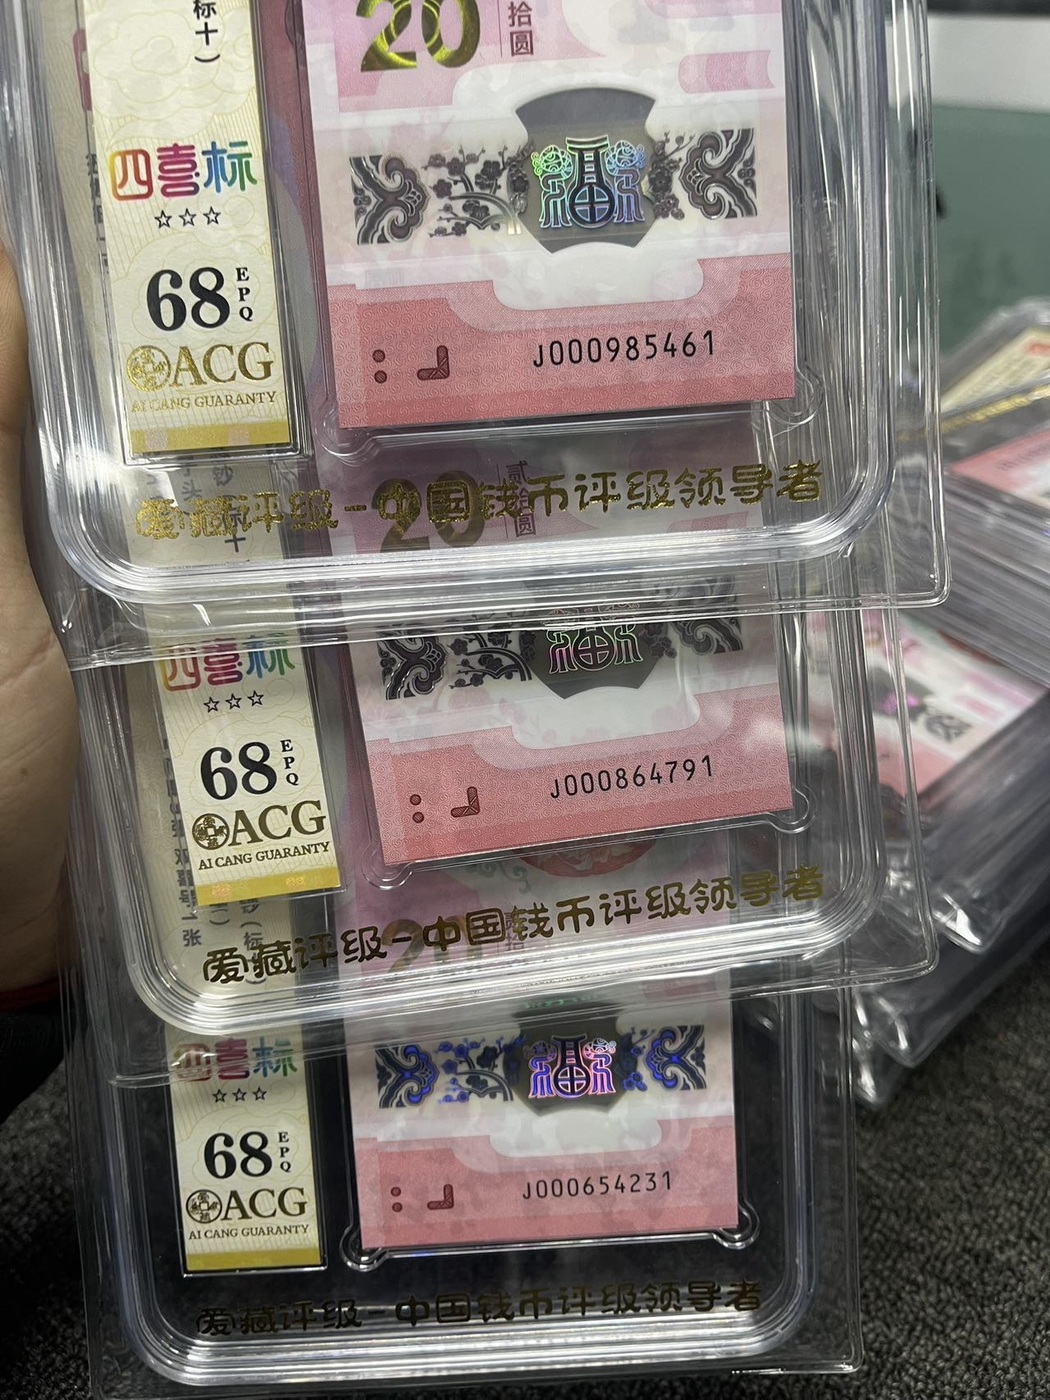 标十）
20
拾圆
四喜标
☆☆☆
68
EPQ
ACG
AI CANG GUARANTY
J000985461
爱藏评级-中国钱币评级领导者
20
贰拾圆
四喜标
☆☆☆
68
EPQ
ACG
AI CANG GUARANTY
J000864791
爱藏评级-中国钱币评级领导者
四喜标
☆☆☆
68
EPQ
ACG
AI CANG GUARANTY
J000654231
爱藏评级-中国钱币评级领导者